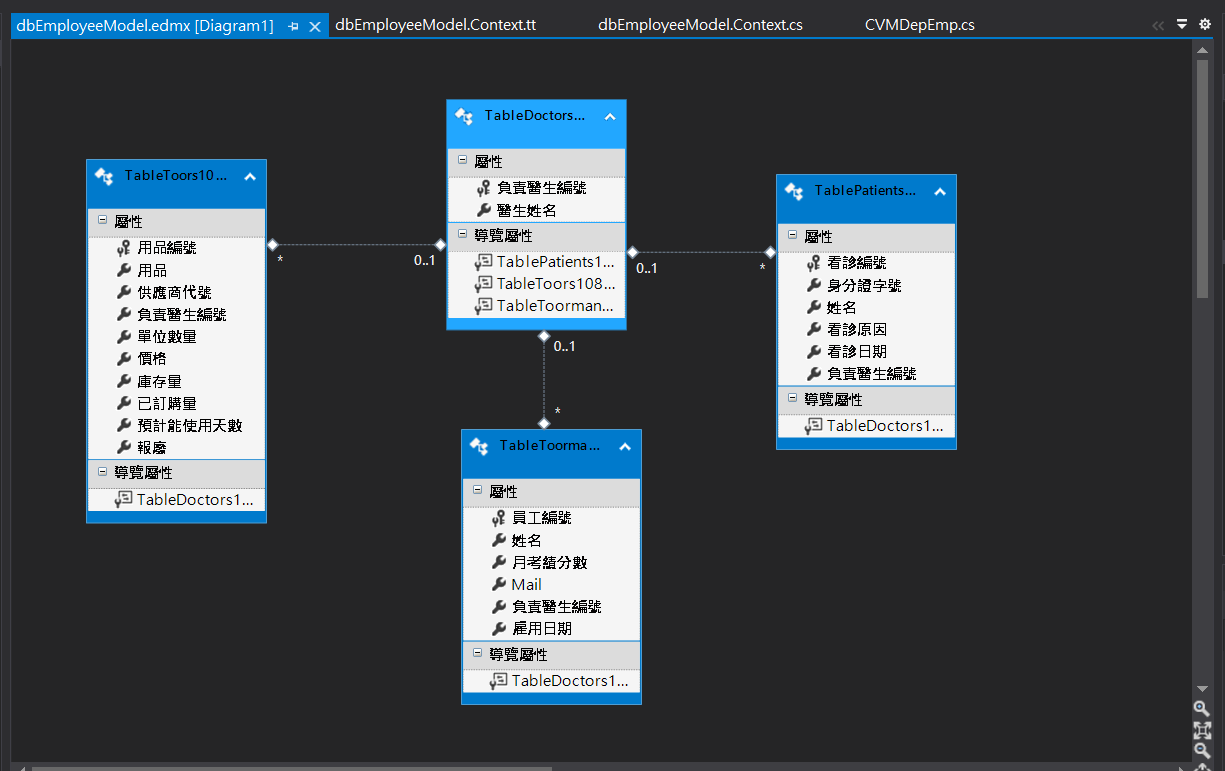 dbEmployeeModel.edmx [Diagram1]
dbEmployeeModel.Context.tt
dbEmployeeModel.Context.cs
CVMDepEmp.cs
TableToors10...
屬性
用品編號
用品
供應商代號
負責醫生編號
單位數量
價格
庫存量
已訂購量
預計能使用天數
報廢
導覽屬性
TableDoctors1...
*
0..1
TableDoctors...
屬性
負責醫生編號
醫生姓名
導覽屬性
TablePatients1...
TableToors108...
TableToorman...
0..1
*
0..1
*
TablePatients...
屬性
看診編號
身分證字號
姓名
看診原因
看診日期
負責醫生編號
導覽屬性
TableDoctors1...
TableToorma...
屬性
員工編號
姓名
月考績分數
Mail
負責醫生編號
雇用日期
導覽屬性
TableDoctors1...